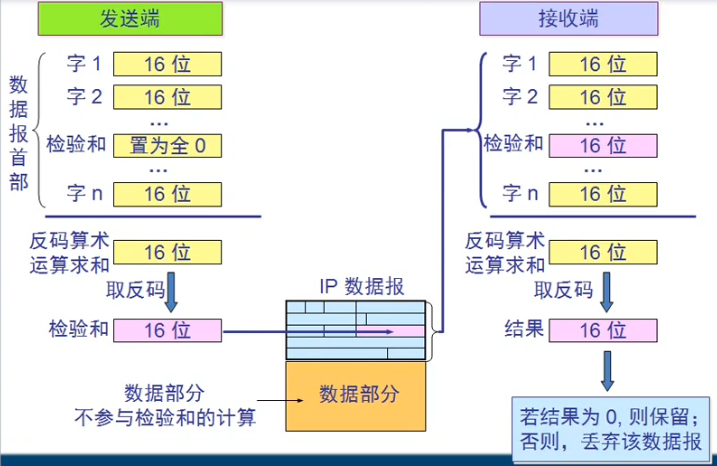 发送端
数据报首部
字 1
16 位
字 2
16 位
...
检验和
置为全 0
...
字 n
16 位
反码算术
运算求和
16 位
取反码
检验和
16 位
数据部分
不参与检验和的计算
IP 数据报
数据部分
接收端
字 1
16 位
字 2
16 位
...
检验和
16 位
...
字 n
16 位
反码算术
运算求和
16 位
取反码
结果
16 位
若结果为 0, 则保留；
否则，丢弃该数据报